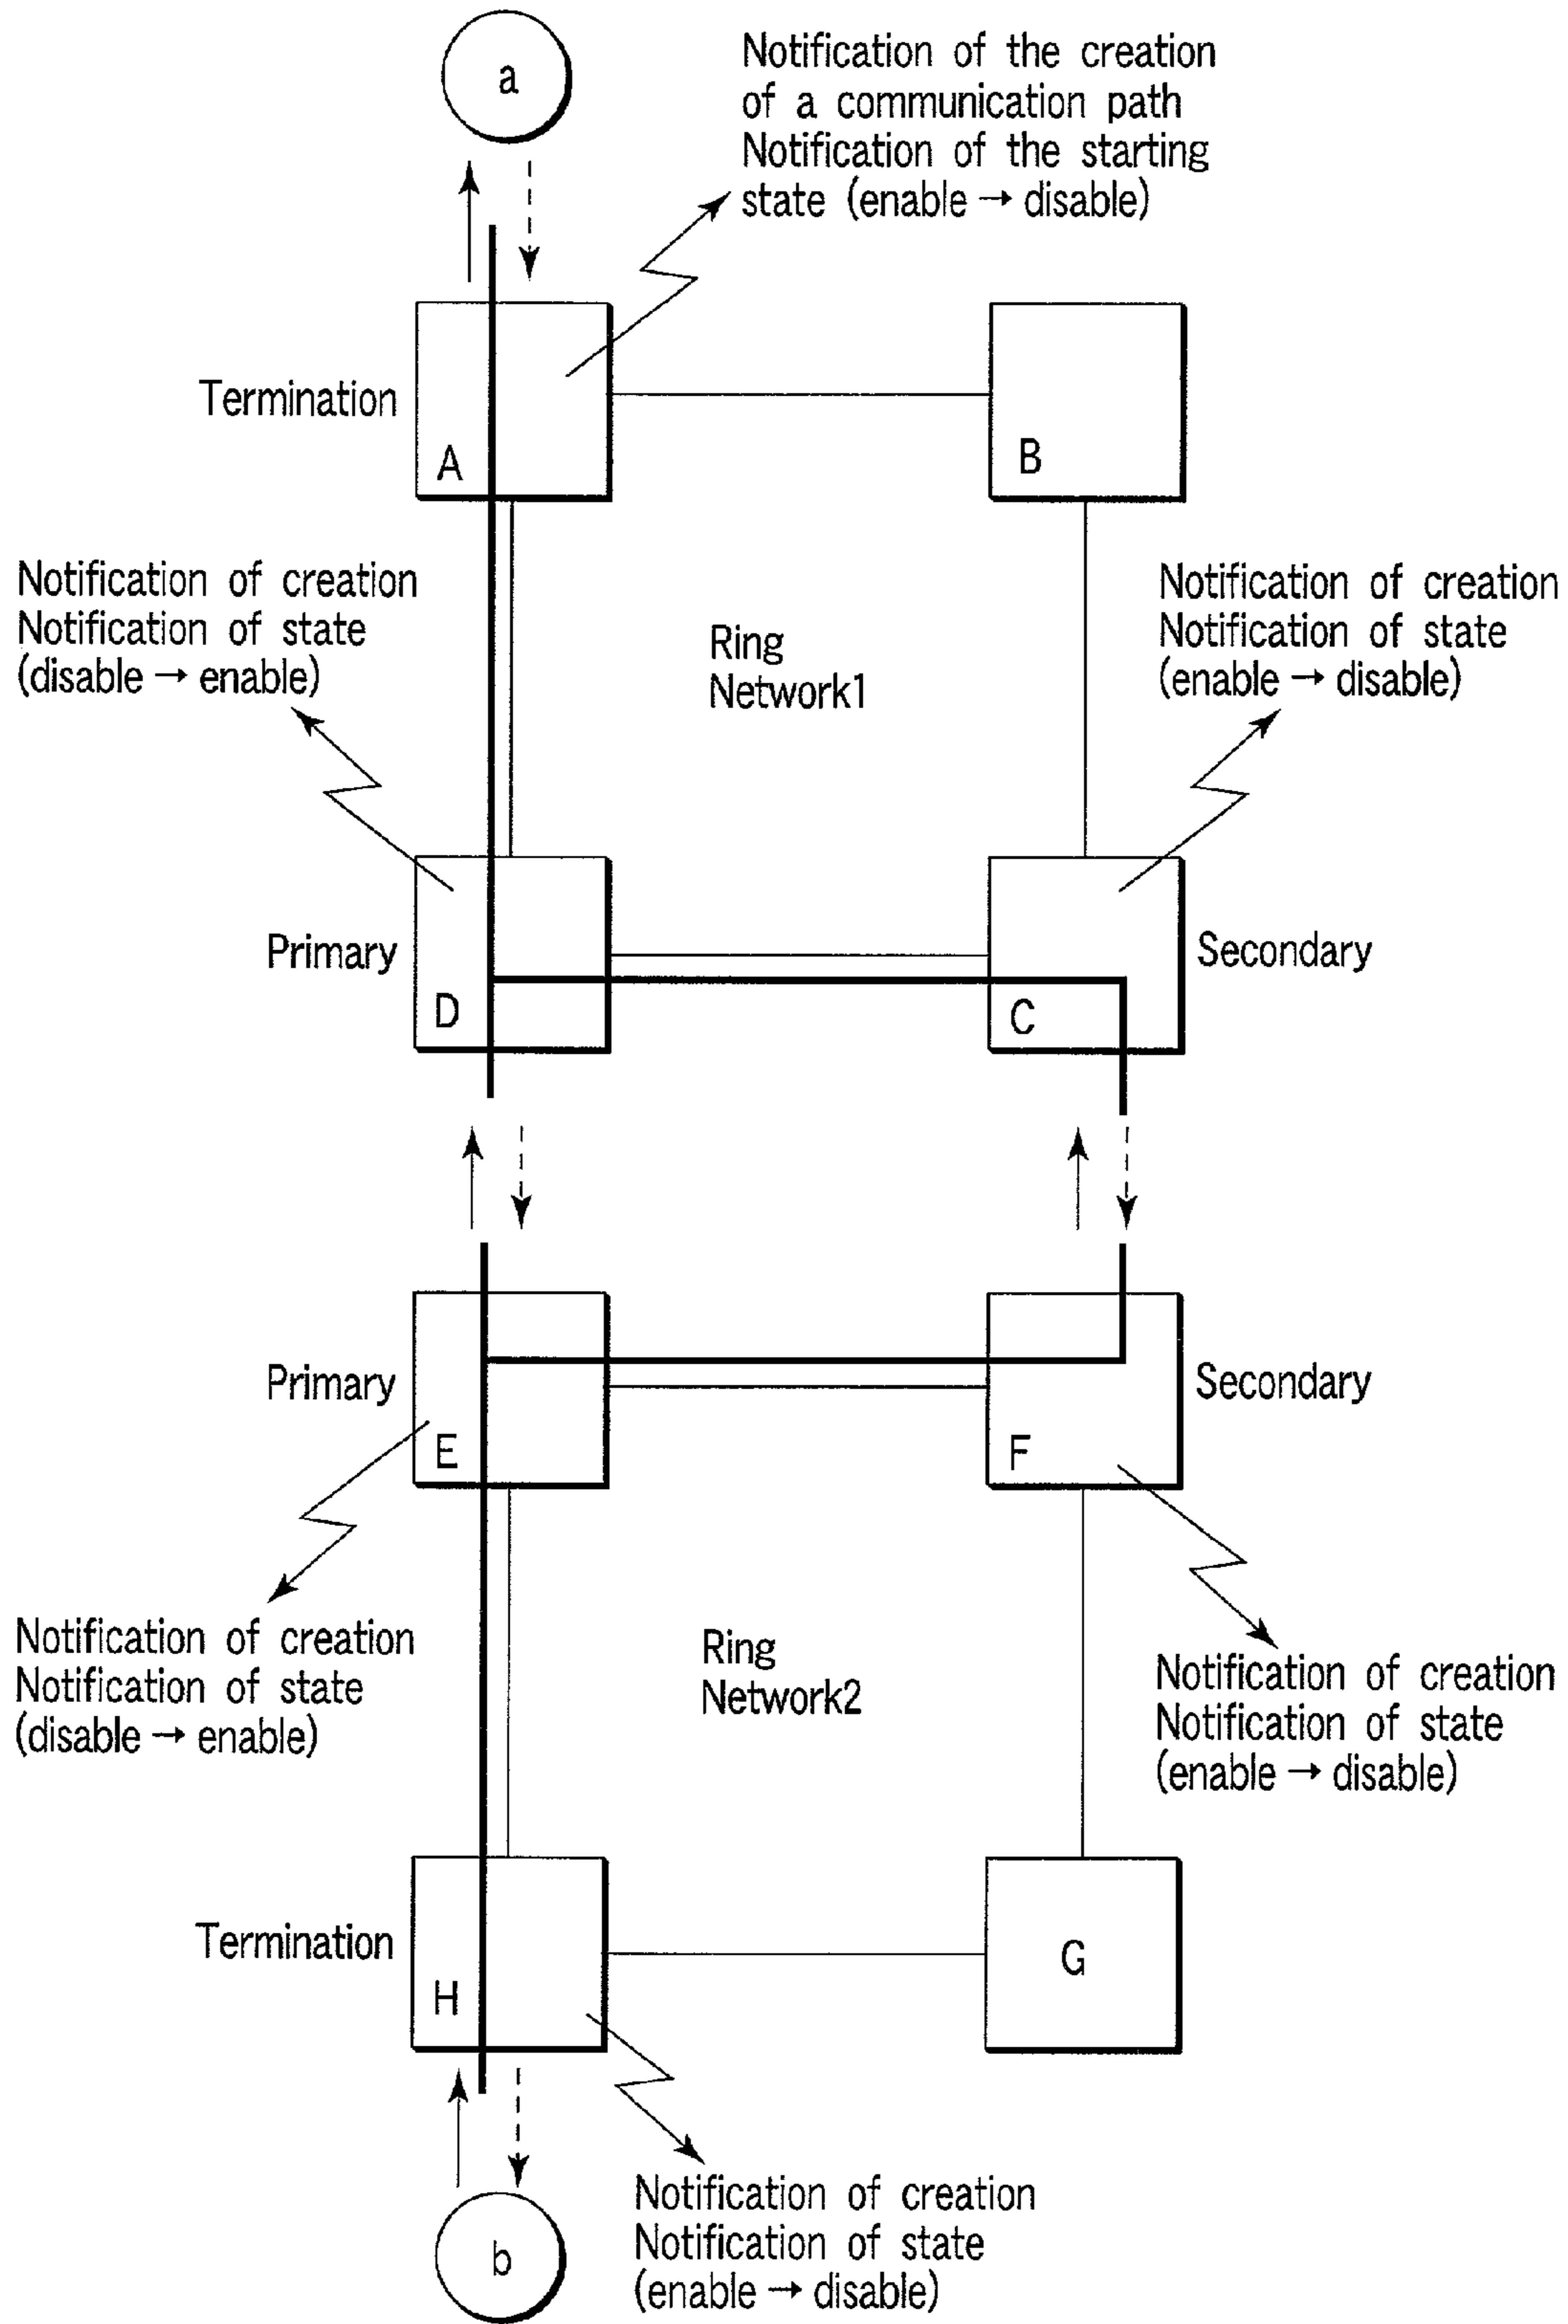 a
Notification of the creation
of a communication path
Notification of the starting
state (enable → disable)
Termination
A
B
Notification of creation
Notification of state
(disable → enable)
Ring
Network1
Notification of creation
Notification of state
(enable → disable)
Primary
D
C
Secondary
Primary
E
F
Secondary
Notification of creation
Notification of state
(disable → enable)
Ring
Network2
Notification of creation
Notification of state
(enable → disable)
Termination
H
G
b
Notification of creation
Notification of state
(enable → disable)